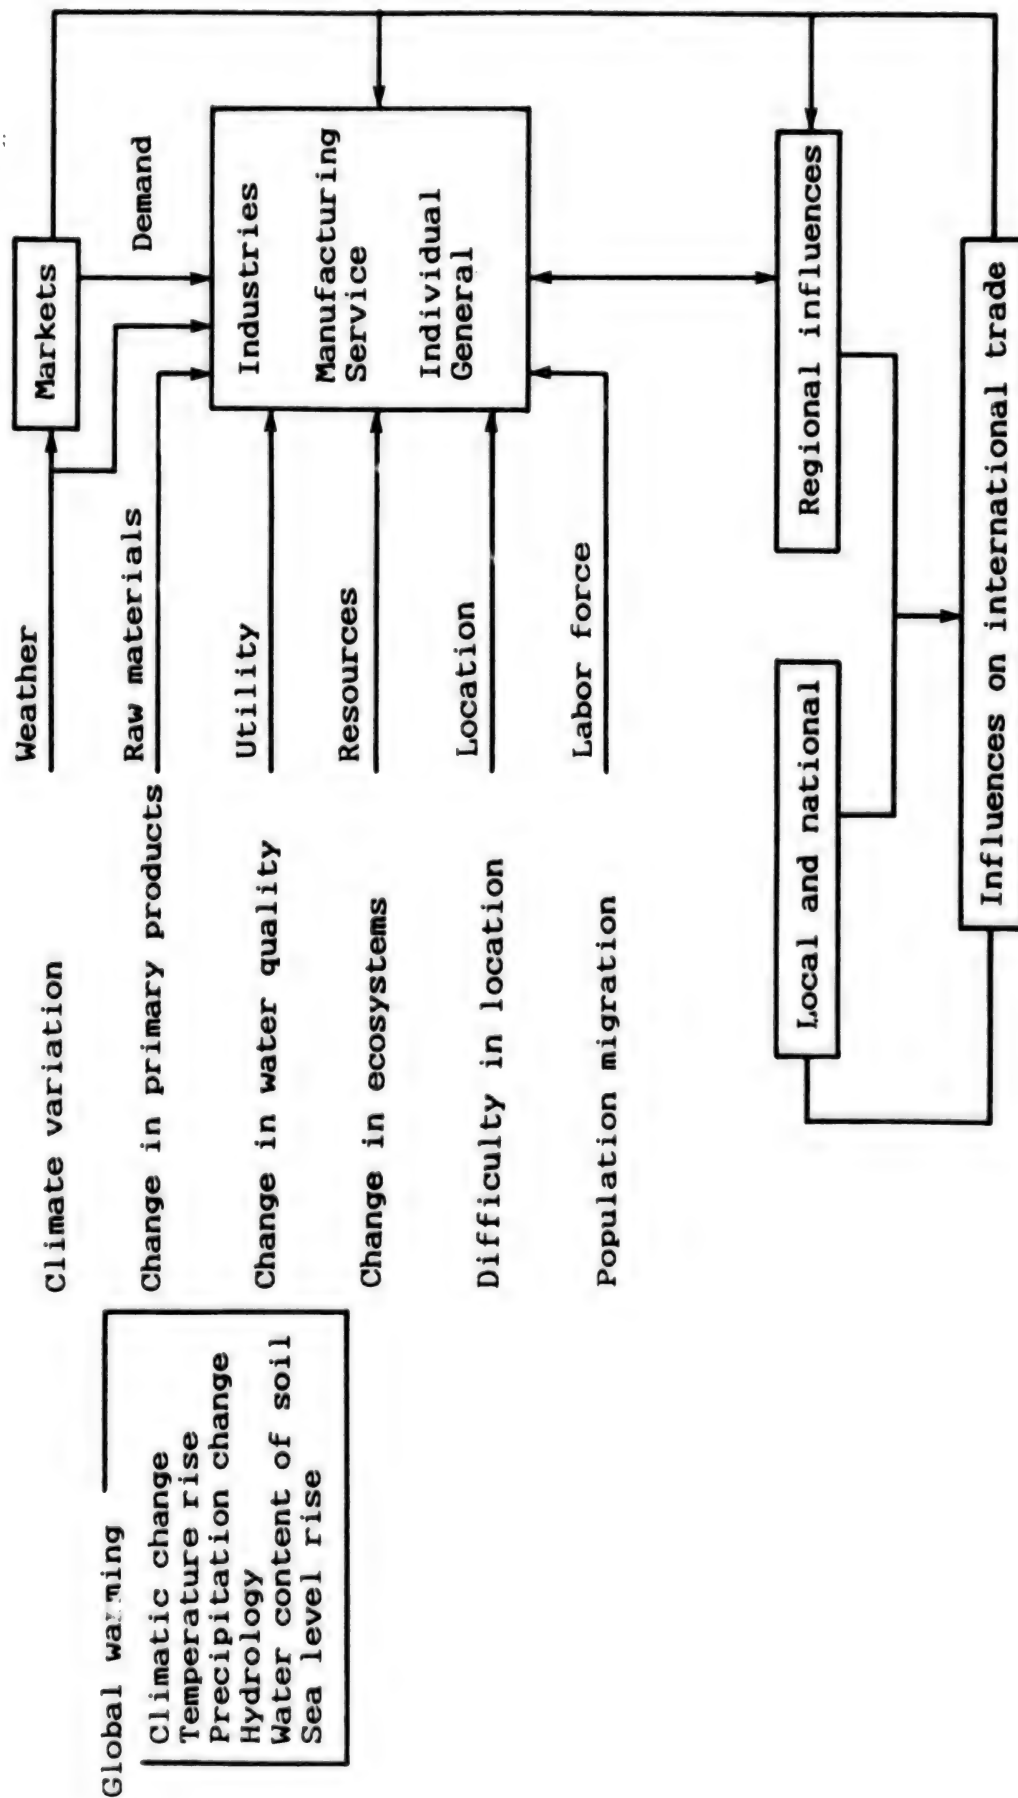 Global warming
Climatic change
Temperature rise
Precipitation change
Hydrology
Water content of soil
Sea level rise
Climate variation
Change in primary products
Change in water quality
Change in ecosystems
Difficulty in location
Population migration
Weather
Raw materials
Utility
Resources
Location
Labor force
Markets
Demand
Industries
Manufacturing
Service
Individual
General
Local and national
Regional influences
Influences on international trade